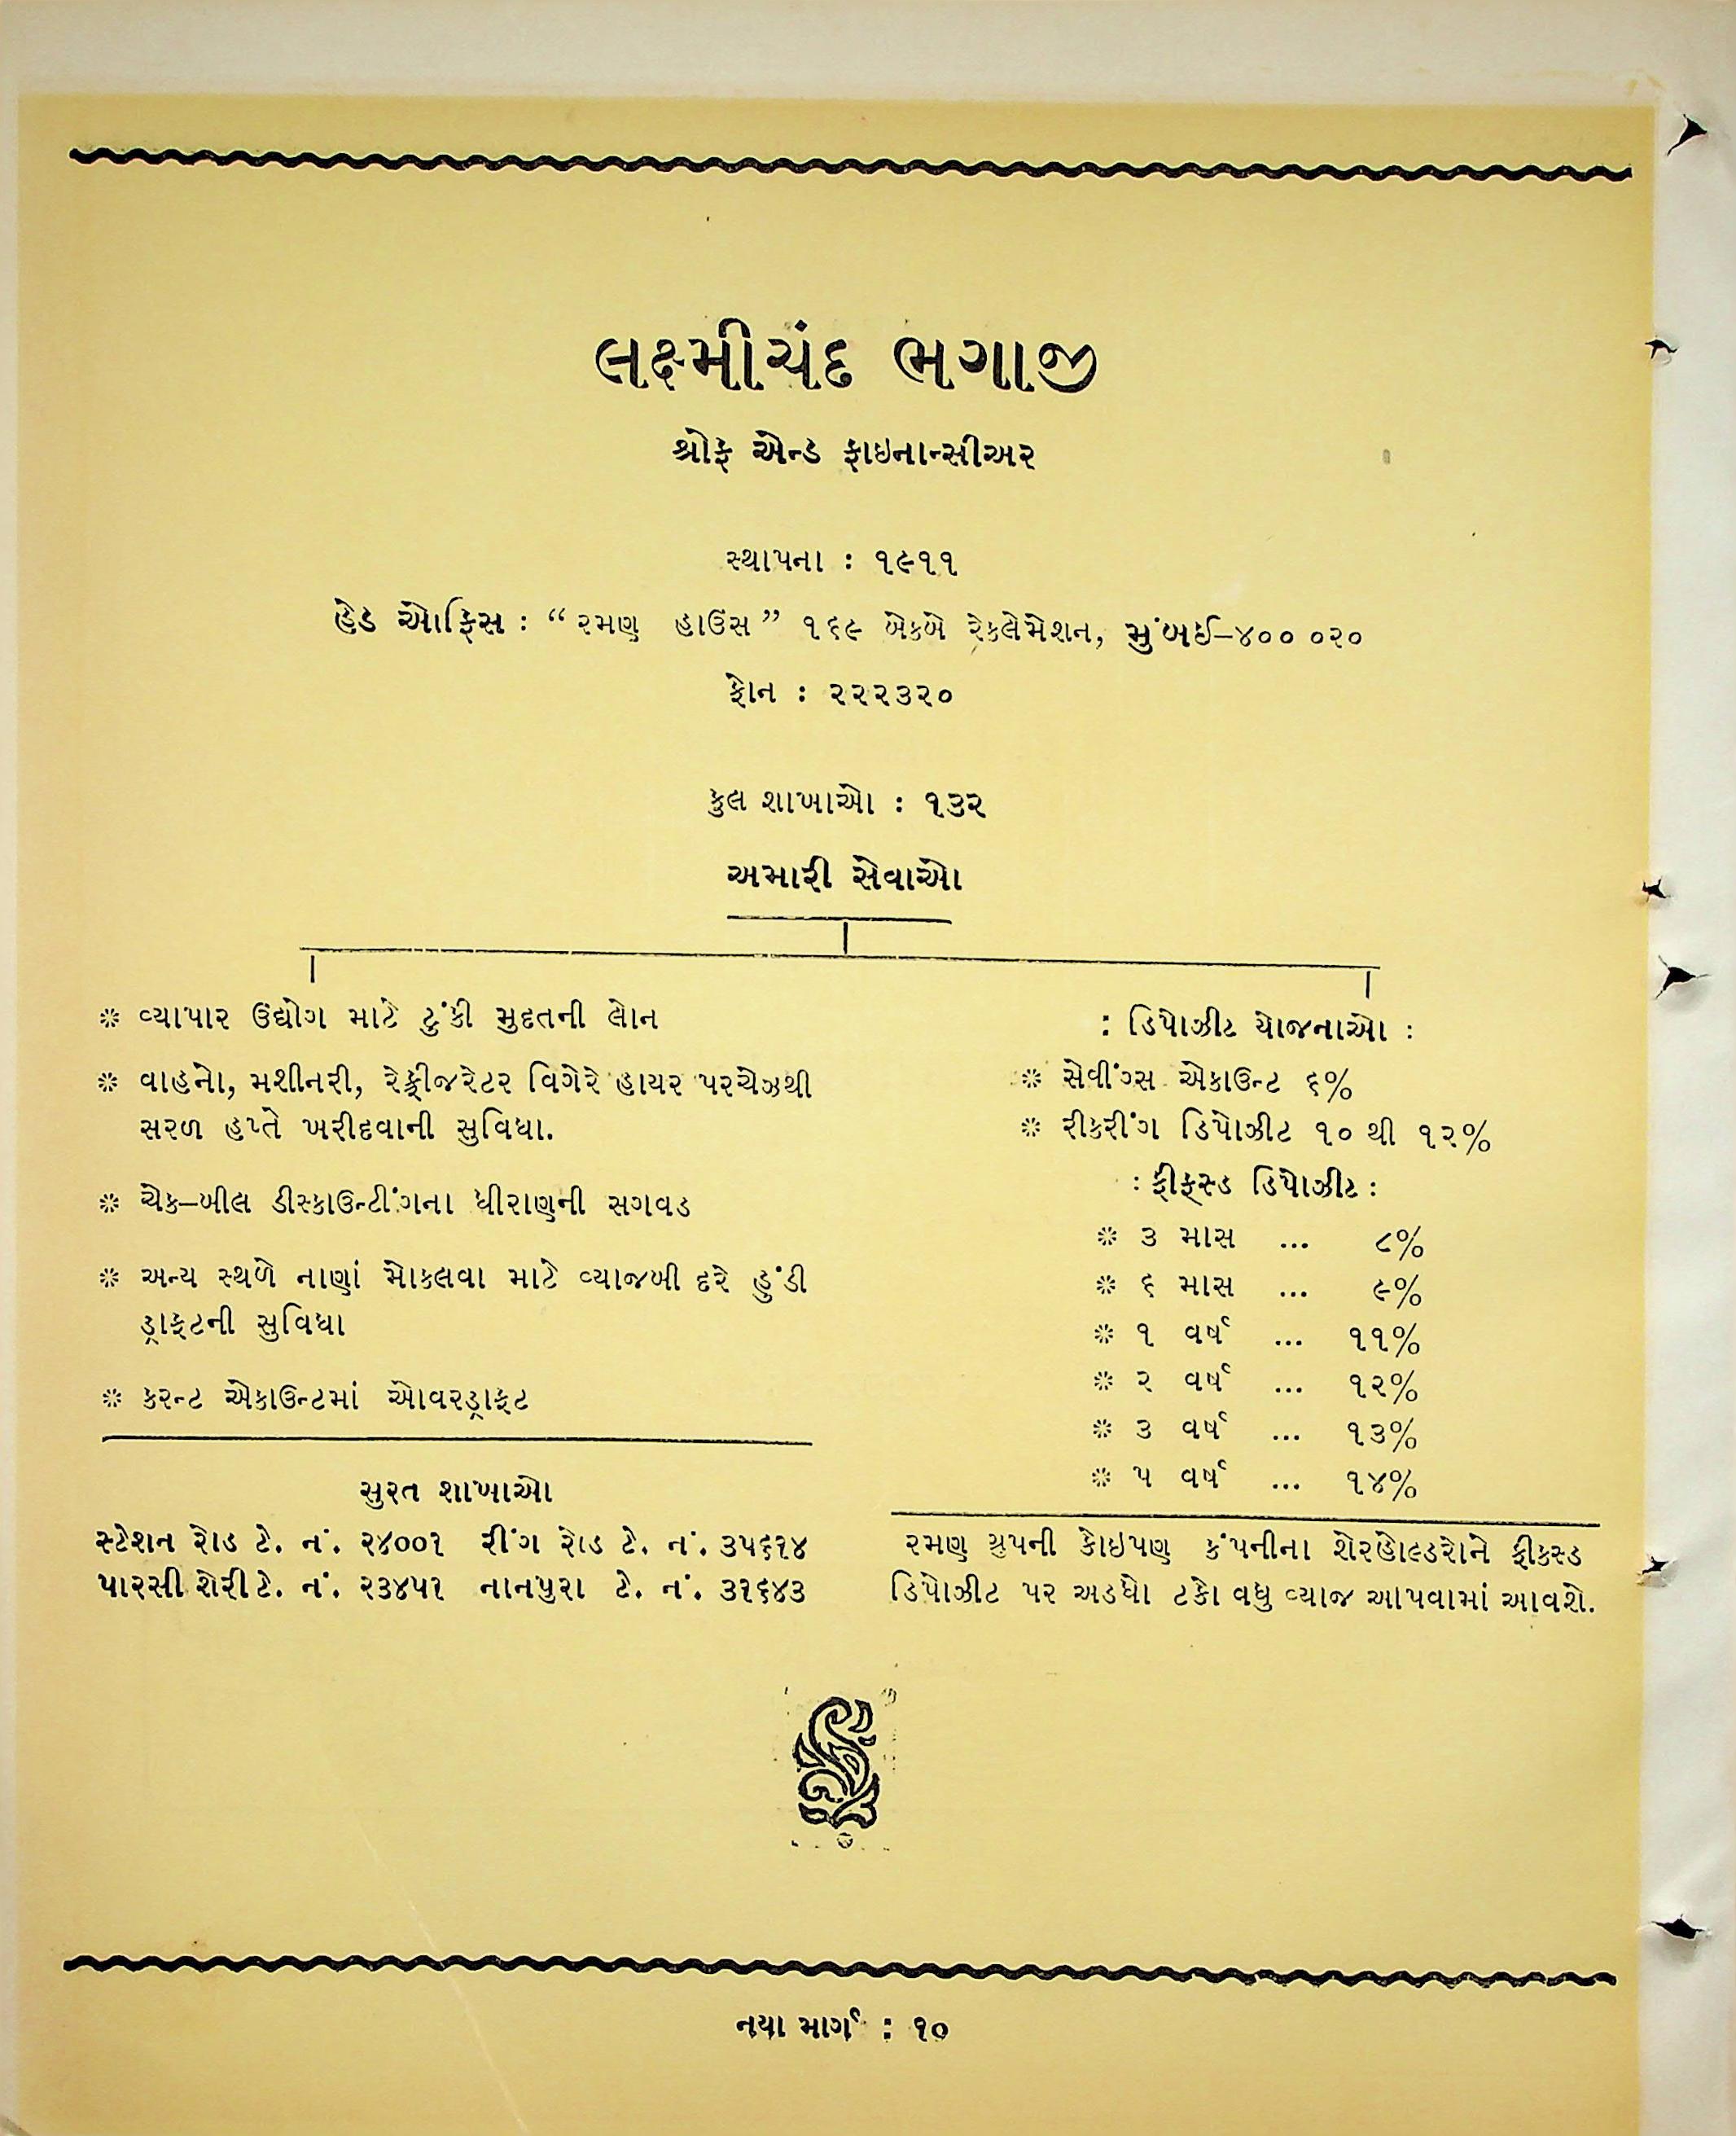 લક્ષ્મીચંદ ભગાજી
શ્રોફ એન્ડ ફાઇનાન્સીઅર
સ્થાપના : ૧૯૧૧
હેડ ઓફિસ : “રમણ હાઉસ” ૧૬૯ બેકબે રેકલેમેશન, મુંબઈ–૪૦૦ ૦૨૦
ફોન : ૨૨૨૩૨૦
કુલ શાખાઓ : ૧૩૨
અમારી સેવાઓ
* વ્યાપાર ઉદ્યોગ માટે ટુંકી મુદતની લોન
* વાહનો, મશીનરી, રેફ્રીજરેટર વિગેરે હાયર પરચેઝથી
સરળ હપ્તે ખરીદવાની સુવિધા.
* ચેક–બીલ ડીસ્કાઉન્ટીંગના ધીરાણની સગવડ
* અન્ય સ્થળે નાણાં મોકલવા માટે વ્યાજબી દરે હુંડી
ડ્રાફ્ટની સુવિધા
* કરન્ટ એકાઉન્ટમાં ઓવરડ્રાફ્ટ
સુરત શાખાઓ
સ્ટેશન રોડ ટે. નં. ૨૪૦૦૧ રીંગ રોડ ટે. નં. ૩૫૬૧૪
પારસી શેરી ટે. નં. ૨૩૪૫૧ નાનપુરા ટે. નં. ૩૧૬૪૩
: ડિપોઝીટ યોજનાઓ :
* સેવીંગ્સ એકાઉન્ટ ૬%
* રીકરીંગ ડિપોઝીટ ૧૦ થી ૧૨%
: ફીક્સ્ડ ડિપોઝીટ :
* ૩ માસ ... ૮%
* ૬ માસ ... ૯%
* ૧ વર્ષ ... ૧૧%
* ૨ વર્ષ ... ૧૨%
* ૩ વર્ષ ... ૧૩%
* ૫ વર્ષ ... ૧૪%
રમણ ગ્રુપની કોઇપણ કંપનીના શેરહોલ્ડરોને ફીકસ્ડ
ડિપોઝીટ પર અડધો ટકો વધુ વ્યાજ આપવામાં આવશે.
નયા માર્ગ : ૧૦